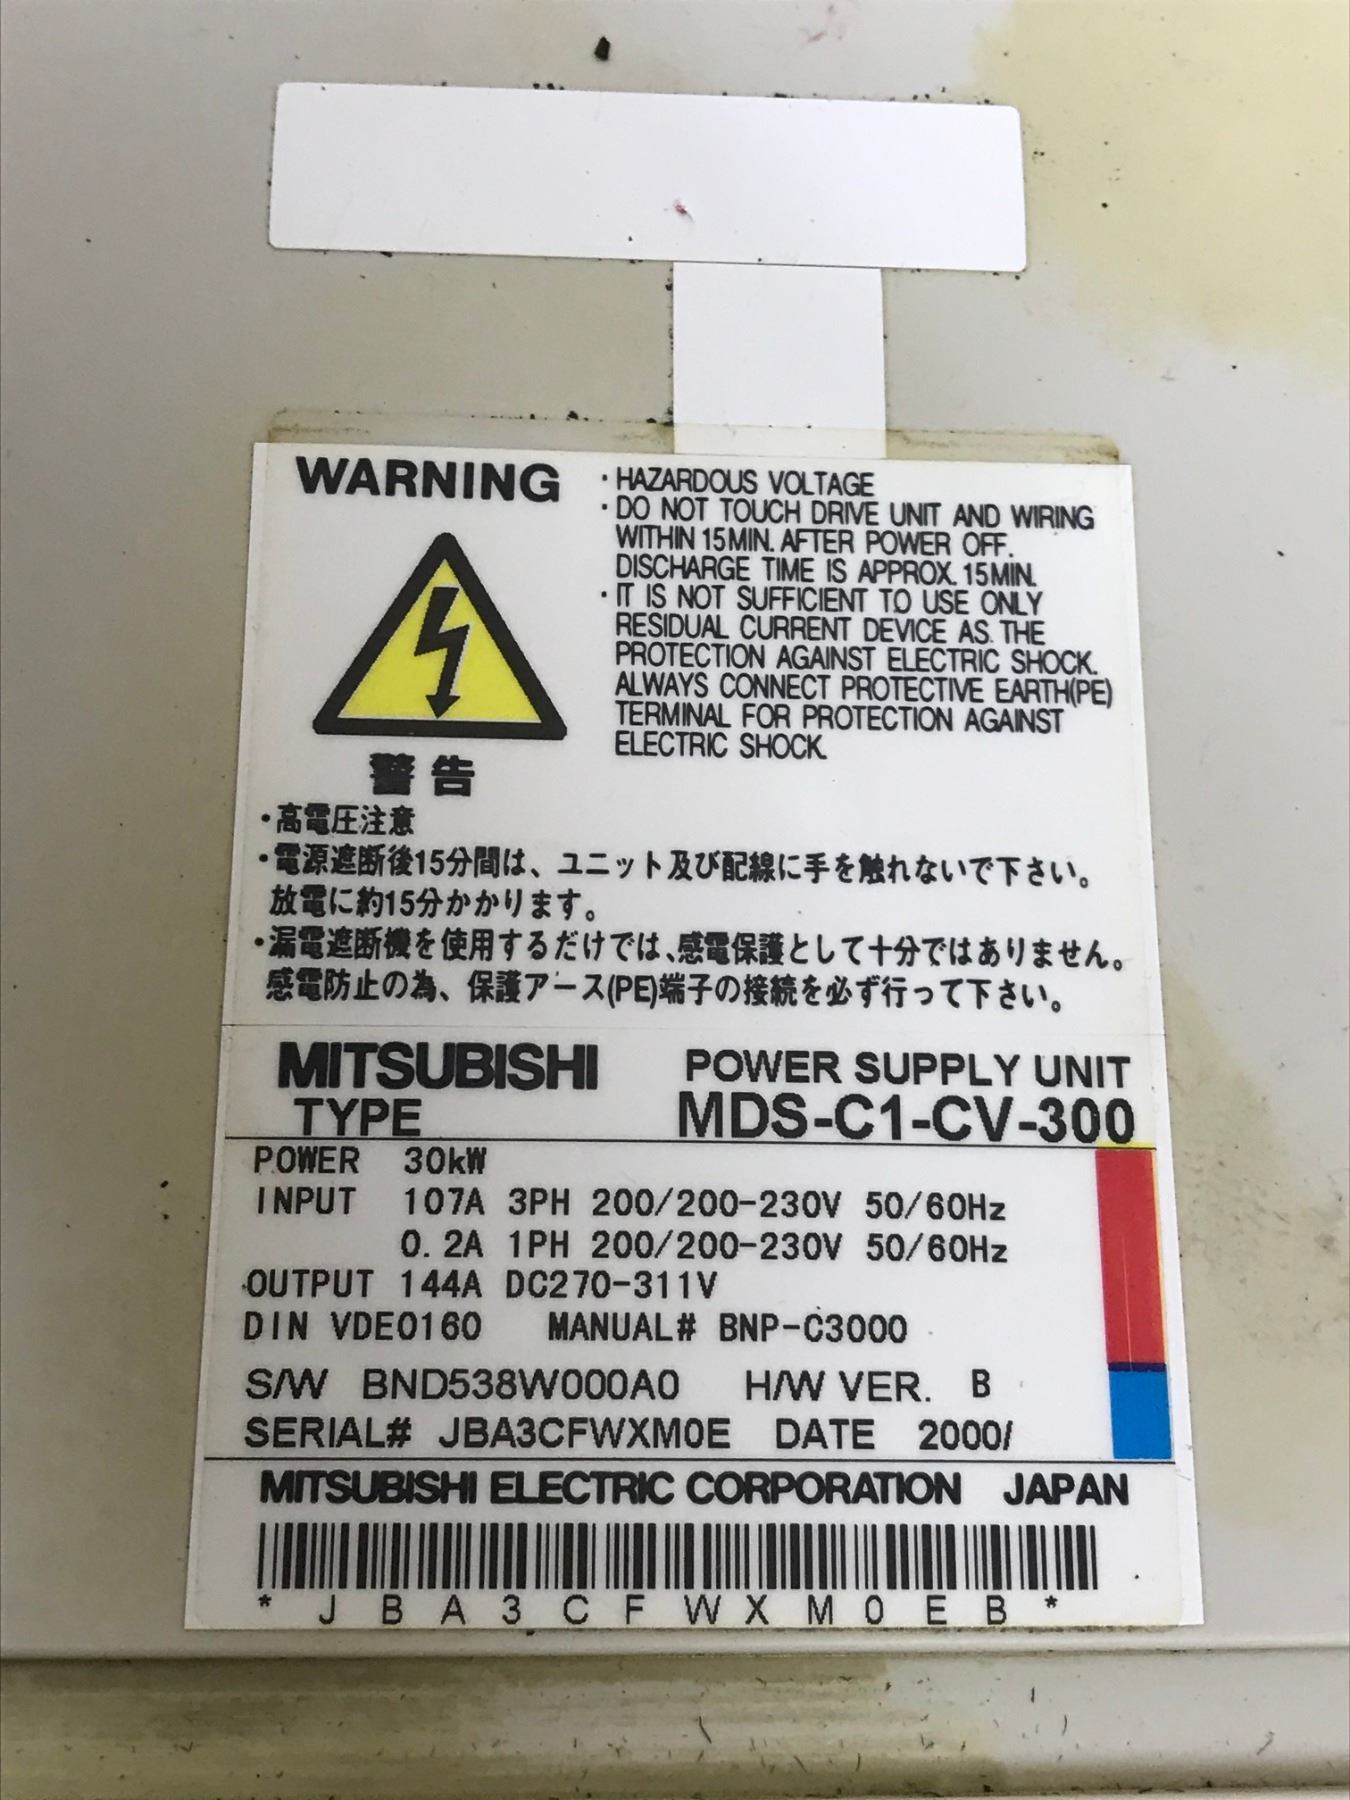 WARNING
・HAZARDOUS VOLTAGE
・DO NOT TOUCH DRIVE UNIT AND WIRING
WITHIN 15MIN. AFTER POWER OFF.
DISCHARGE TIME IS APPROX. 15MIN.
・IT IS NOT SUFFICIENT TO USE ONLY
RESIDUAL CURRENT DEVICE AS THE
PROTECTION AGAINST ELECTRIC SHOCK.
ALWAYS CONNECT PROTECTIVE EARTH(PE)
TERMINAL FOR PROTECTION AGAINST
ELECTRIC SHOCK.
警告
・高電圧注意
・電源遮断後15分間は、ユニット及び配線に手を触れないで下さい。
放電に約15分かかります。
・漏電遮断機を使用するだけでは、感電保護として十分ではありません。
感電防止の為、保護アース(PE)端子の接続を必ず行って下さい。
MITSUBISHI POWER SUPPLY UNIT
TYPE MDS-C1-CV-300
POWER 30kW
INPUT 107A 3PH 200/200-230V 50/60Hz
0.2A 1PH 200/200-230V 50/60Hz
OUTPUT 144A DC270-311V
DIN VDE0160 MANUAL# BNP-C3000
S/W BND538W000A0 H/W VER. B
SERIAL# JBA3CFWXM0E DATE 2000/
MITSUBISHI ELECTRIC CORPORATION JAPAN
* J B A 3 C F W X M 0 E B *